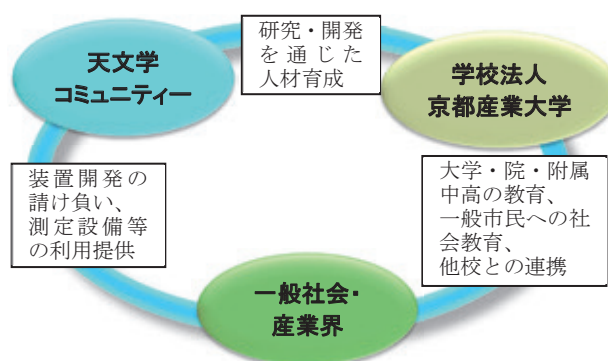 天文学
コミュニティー
研究・開発
を通じた
人材育成
学校法人
京都産業大学
装置開発の
請け負い、
測定設備等
の利用提供
大学・院・附属
中高の教育、
一般市民への社
会教育、
他校との連携
一般社会・
産業界